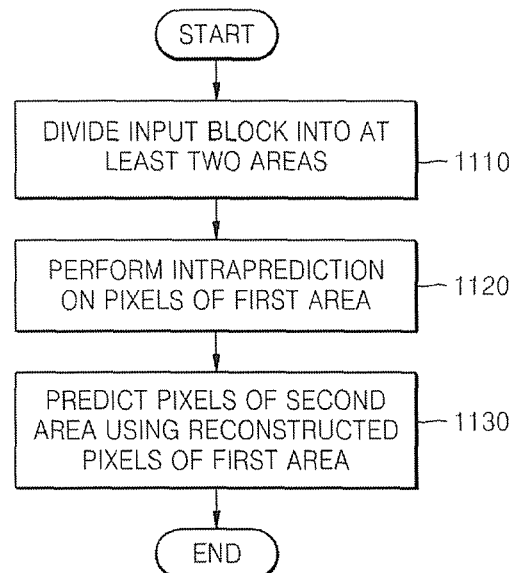 START
DIVIDE INPUT BLOCK INTO AT
LEAST TWO AREAS
1110
PERFORM INTRAPREDICTION
ON PIXELS OF FIRST AREA
1120
PREDICT PIXELS OF SECOND
AREA USING RECONSTRUCTED
PIXELS OF FIRST AREA
1130
END